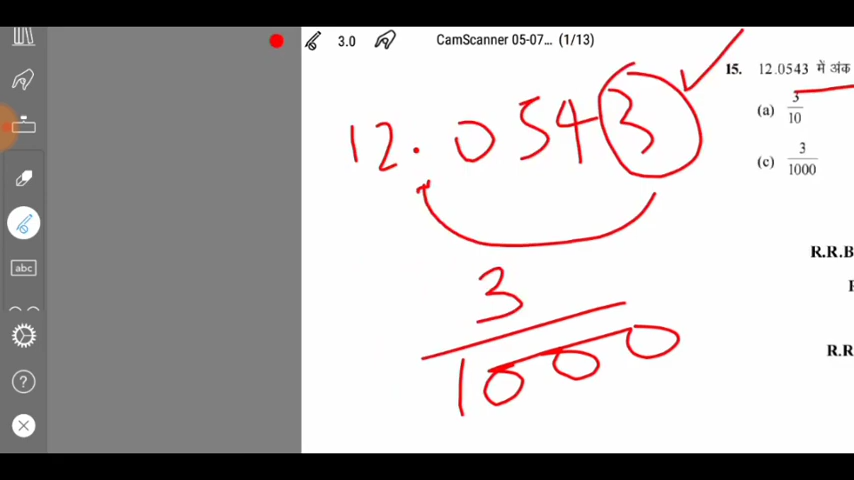 3.0 CamScanner 05-07... (1/13)
12.0543
15. 12.0543 में अंक
(a) 3/10
(c) 3/1000
3/1000
R.R.B
R.R
abc
?